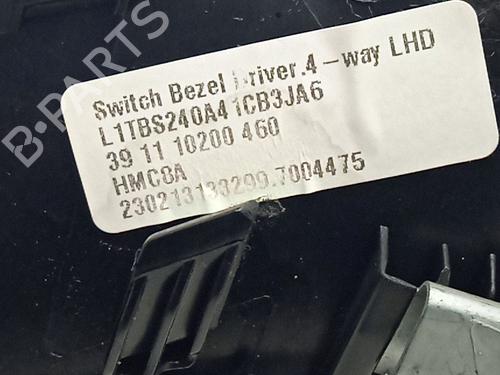 B-PARTS
Switch Bezel Driver.4-way LHD
L1TBS240A41CB3JA6
39 11 10200 460
HMC8A
230213133299.7004475